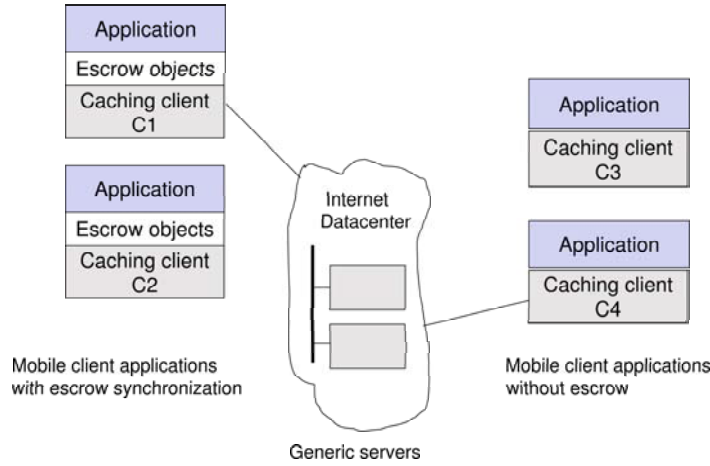 Application
Escrow objects
Caching client
C1
Application
Escrow objects
Caching client
C2
Mobile client applications
with escrow synchronization
Internet
Datacenter
Generic servers
Application
Caching client
C3
Application
Caching client
C4
Mobile client applications
without escrow